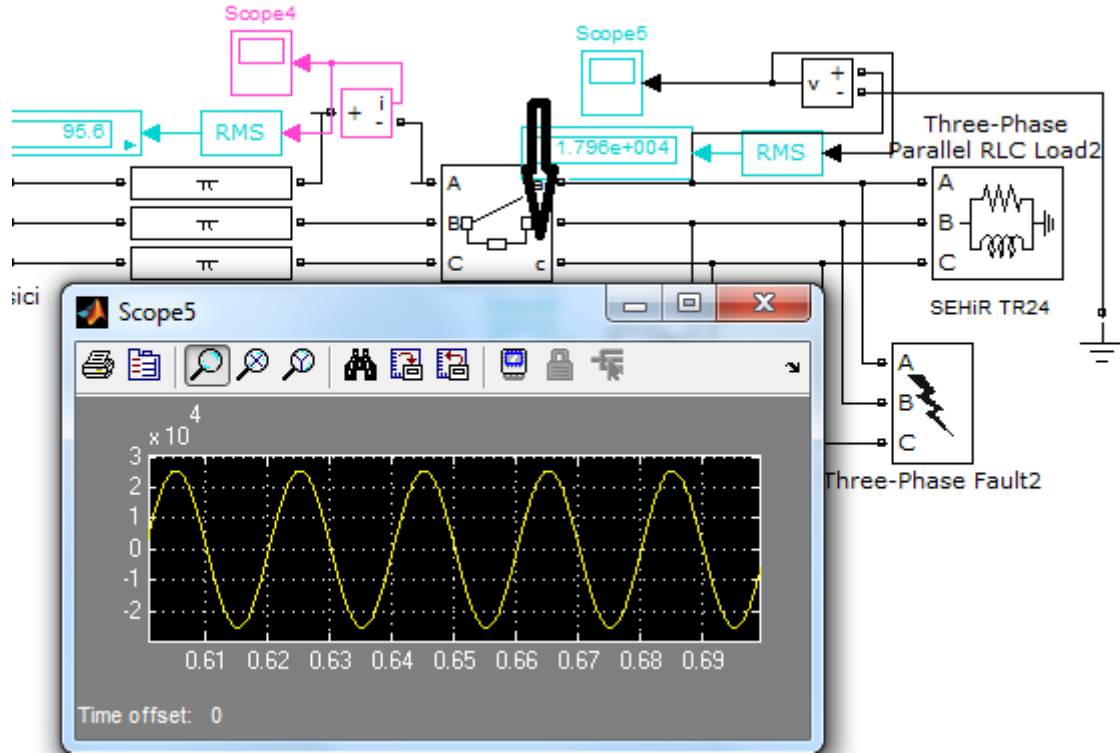 Scope4
Scope5
i
+
-
v
+
-
95.6
RMS
1.796e+004
RMS
Three-Phase
Parallel RLC Load2
π
A
A
π
B
B
π
C
c
C
sici
SEHiR TR24
Scope5
A
B
C
Three-Phase Fault2
x 10
4
3
2
1
0
-1
-2
0.61 0.62 0.63 0.64 0.65 0.66 0.67 0.68 0.69
Time offset: 0